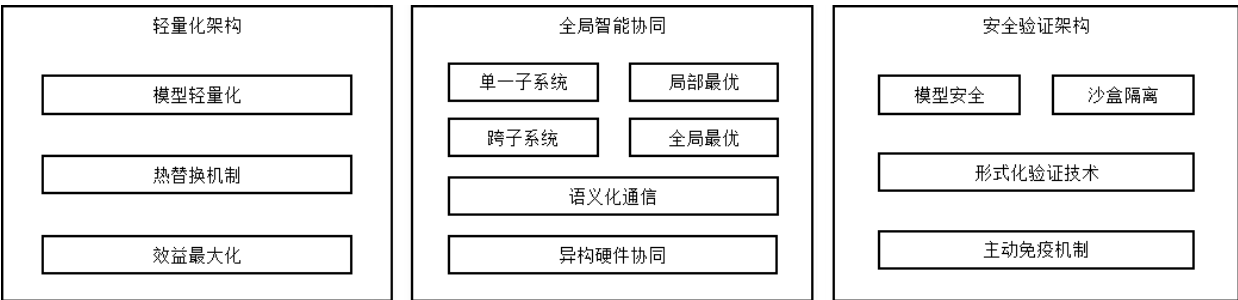 轻量化架构
模型轻量化
热替换机制
效益最大化
全局智能协同
单一子系统
局部最优
跨子系统
全局最优
语义化通信
异构硬件协同
安全验证架构
模型安全
沙盒隔离
形式化验证技术
主动免疫机制